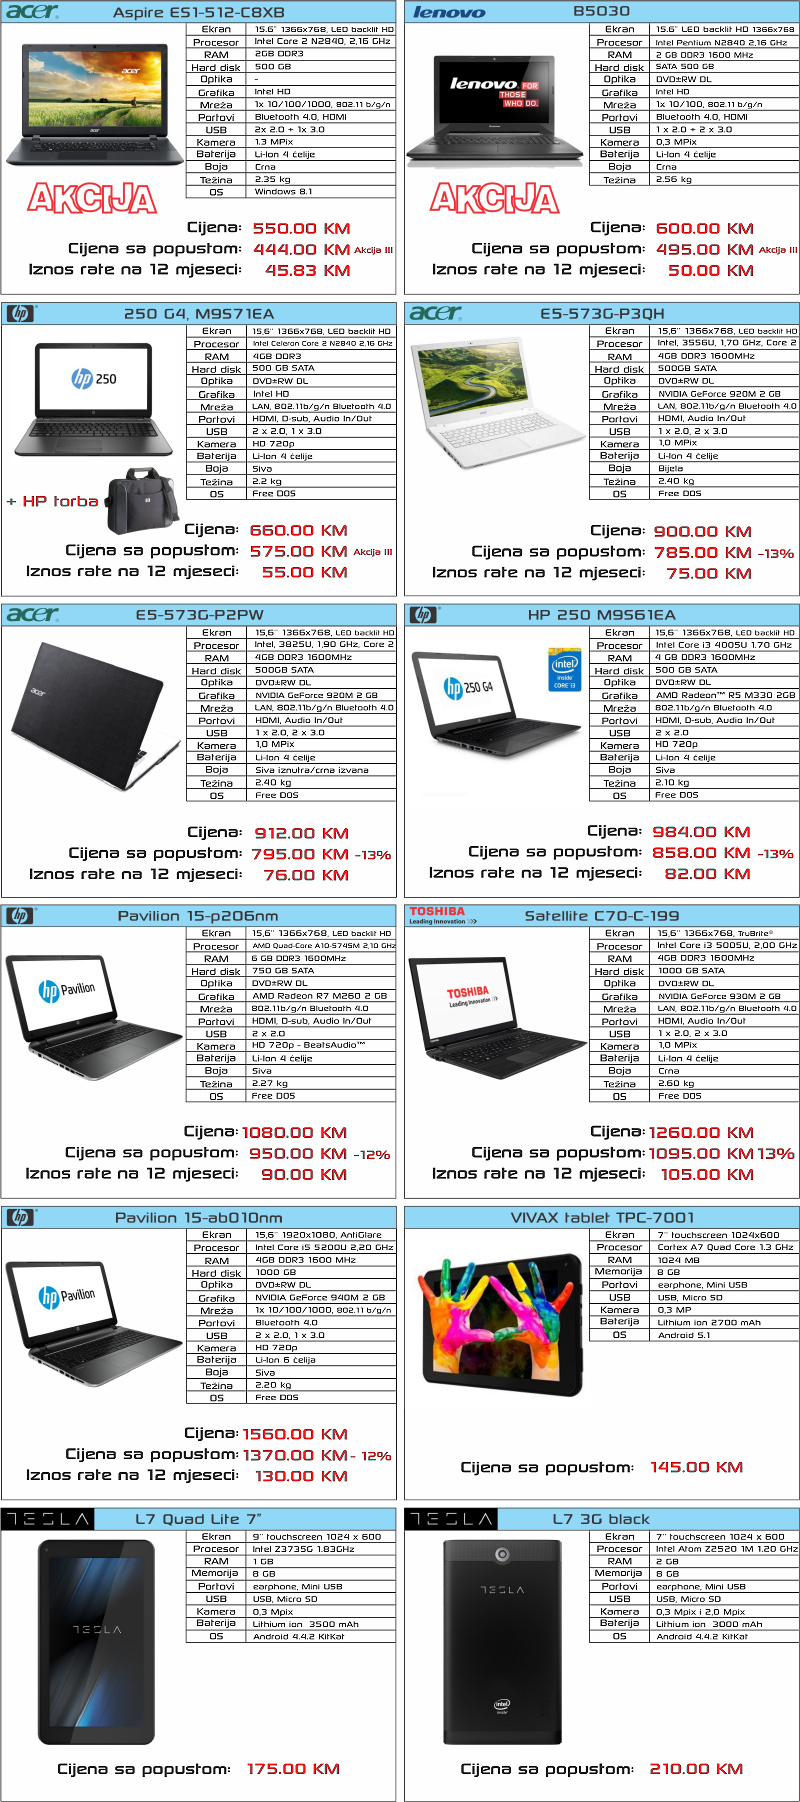 acer Aspire ES1-512-C8XB
Ekran 15.6" 1366x768, LED backlit HD
Procesor Intel Core 2 N2840, 2,16 GHz
RAM 2GB DDR3
Hard disk 500 GB
Optika -
Grafika Intel HD
Mreža 1x 10/100/1000, 802.11 b/g/n
Portovi Bluetooth 4.0, HDMI
USB 2x 2.0 + 1x 3.0
Kamera 1.3 MPix
Baterija Li-Ion 4 ćelije
Boja Crna
Težina 2.35 kg
OS Windows 8.1
acer
AKCIJA
Cijena: 550.00 KM
Cijena sa popustom: 444.00 KM Akcija !!!
Iznos rate na 12 mjeseci: 45.83 KM
lenovo B5030
Ekran 15.6" LED backlit HD 1366x768
Procesor Intel Pentium N2840 2,16 GHz
RAM 2 GB DDR3 1600 MHz
Hard disk SATA 500 GB
Optika DVD±RW DL
Grafika Intel HD
Mreža 1x 10/100, 802.11 b/g/n
Portovi Bluetooth 4.0, HDMI
USB 1 x 2.0 + 2 x 3.0
Kamera 0,3 MPix
Baterija Li-Ion 4 ćelije
Boja Crna
Težina 2.56 kg
lenovo FOR THOSE WHO DO.
AKCIJA
Cijena: 600.00 KM
Cijena sa popustom: 495.00 KM Akcija !!!
Iznos rate na 12 mjeseci: 50.00 KM
hp 250 G4, M9S71EA
Ekran 15,6" 1366x768, LED backlit HD
Procesor Intel Celeron Core 2 N2840 2,16 GHz
RAM 4GB DDR3
Hard disk 500 GB SATA
Optika DVD±RW DL
Grafika Intel HD
Mreža LAN, 802.11b/g/n Bluetooth 4.0
Portovi HDMI, D-sub, Audio In/Out
USB 2 x 2.0, 1 x 3.0
Kamera HD 720p
Baterija Li-Ion 4 ćelije
Boja Siva
Težina 2.2 kg
OS Free DOS
hp 250
+ HP torba
Cijena: 660.00 KM
Cijena sa popustom: 575.00 KM Akcija !!!
Iznos rate na 12 mjeseci: 55.00 KM
acer E5-573G-P3QH
Ekran 15,6" 1366x768, LED backlit HD
Procesor Intel, 3556U, 1,70 GHz, Core 2
RAM 4GB DDR3 1600MHz
Hard disk 500GB SATA
Optika DVD±RW DL
Grafika NVIDIA GeForce 920M 2 GB
Mreža LAN, 802.11b/g/n Bluetooth 4.0
Portovi HDMI, Audio In/Out
USB 1 x 2.0, 2 x 3.0
Kamera 1,0 MPix
Baterija Li-Ion 4 ćelije
Boja Bijela
Težina 2.40 kg
OS Free DOS
Cijena: 900.00 KM
Cijena sa popustom: 785.00 KM -13%
Iznos rate na 12 mjeseci: 75.00 KM
acer E5-573G-P2PW
Ekran 15,6" 1366x768, LED backlit HD
Procesor Intel, 3825U, 1,90 GHz, Core 2
RAM 4GB DDR3 1600MHz
Hard disk 500GB SATA
Optika DVD±RW DL
Grafika NVIDIA GeForce 920M 2 GB
Mreža LAN, 802.11b/g/n Bluetooth 4.0
Portovi HDMI, Audio In/Out
USB 1 x 2.0, 2 x 3.0
Kamera 1,0 MPix
Baterija Li-Ion 4 ćelije
Boja Siva iznutra/crna izvana
Težina 2.40 kg
OS Free DOS
acer
Cijena: 912.00 KM
Cijena sa popustom: 795.00 KM -13%
Iznos rate na 12 mjeseci: 76.00 KM
hp HP 250 M9S61EA
Ekran 15,6" 1366x768, LED backlit HD
Procesor Intel Core i3 4005U 1.70 GHz
RAM 4 GB DDR3 1600MHz
Hard disk 500 GB SATA
Optika DVD±RW DL
Grafika AMD Radeon™ R5 M330 2GB
Mreža 802.11b/g/n Bluetooth 4.0
Portovi HDMI, D-sub, Audio In/Out
USB 2 x 2.0
Kamera HD 720p
Baterija Li-Ion 4 ćelije
Boja Siva
Težina 2.10 kg
OS Free DOS
hp 250 G4
intel inside CORE i3
Cijena: 984.00 KM
Cijena sa popustom: 858.00 KM -13%
Iznos rate na 12 mjeseci: 82.00 KM
hp Pavilion 15-p206nm
Ekran 15,6" 1366x768, LED backlit HD
Procesor AMD Quad-Core A10-5745M 2,10 GHz
RAM 6 GB DDR3 1600MHz
Hard disk 750 GB SATA
Optika DVD±RW DL
Grafika AMD Radeon R7 M260 2 GB
Mreža 802.11b/g/n Bluetooth 4.0
Portovi HDMI, D-sub, Audio In/Out
USB 2 x 2.0
Kamera HD 720p - BeatsAudio™
Baterija Li-Ion 4 ćelije
Boja Siva
Težina 2.27 kg
OS Free DOS
hp Pavilion
Cijena: 1080.00 KM
Cijena sa popustom: 950.00 KM -12%
Iznos rate na 12 mjeseci: 90.00 KM
TOSHIBA Leading Innovation >>> Satellite C70-C-199
Ekran 15,6" 1366x768, TruBrite®
Procesor Intel Core i3 5005U, 2,00 GHz
RAM 4GB DDR3 1600MHz
Hard disk 1000 GB SATA
Optika DVD±RW DL
Grafika NVIDIA GeForce 930M 2 GB
Mreža LAN, 802.11b/g/n Bluetooth 4.0
Portovi HDMI, Audio In/Out
USB 1 x 2.0, 2 x 3.0
Kamera 1,0 MPix
Baterija Li-Ion 4 ćelije
Boja Crna
Težina 2.60 kg
OS Free DOS
TOSHIBA
Leading Innovation >>>
Cijena: 1260.00 KM
Cijena sa popustom: 1095.00 KM 13%
Iznos rate na 12 mjeseci: 105.00 KM
hp Pavilion 15-ab010nm
Ekran 15,6" 1920x1080, AntiGlare
Procesor Intel Core i5 5200U 2,20 GHz
RAM 4GB DDR3 1600 MHz
Hard disk 1000 GB
Optika DVD±RW DL
Grafika NVIDIA GeForce 940M 2 GB
Mreža 1x 10/100/1000, 802.11 b/g/n
Portovi Bluetooth 4.0
USB 2 x 2.0, 1 x 3.0
Kamera HD 720p
Baterija Li-Ion 6 ćelija
Boja Siva
Težina 2.20 kg
OS Free DOS
hp Pavilion
Cijena: 1560.00 KM
Cijena sa popustom: 1370.00 KM - 12%
Iznos rate na 12 mjeseci: 130.00 KM
VIVAX tablet TPC-7001
Ekran 7" touchscreen 1024x600
Procesor Cortex A7 Quad Core 1.3 GHz
RAM 1024 MB
Memorija 8 GB
Portovi earphone, Mini USB
USB USB, Micro SD
Kamera 0,3 MP
Baterija Lithium ion 2700 mAh
OS Android 5.1
Cijena sa popustom: 145.00 KM
TESLA L7 Quad Lite 7"
Ekran 9" touchscreen 1024 x 600
Procesor Intel Z3735G 1.83GHz
RAM 1 GB
Memorija 8 GB
Portovi earphone, Mini USB
USB USB, Micro SD
Kamera 0,3 Mpix
Baterija Lithium ion 3500 mAh
OS Android 4.4.2 KitKat
TESLA
Cijena sa popustom: 175.00 KM
TESLA L7 3G black
Ekran 7" touchscreen 1024 x 600
Procesor Intel Atom Z2520 1M 1.20 GHz
RAM 2 GB
Memorija 8 GB
Portovi earphone, Mini USB
USB USB, Micro SD
Kamera 0,3 Mpix i 2,0 Mpix
Baterija Lithium ion 3000 mAh
OS Android 4.4.2 KitKat
TESLA
intel inside
Cijena sa popustom: 210.00 KM